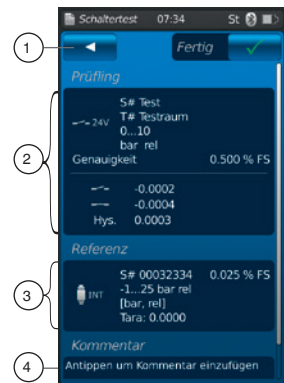 Schaltertest 07:34 St
1
Fertig
Prüfling
2
S# Test
24V T# Testraum
0...10
bar rel
Genauigkeit 0.500 % FS
-0.0002
-0.0004
Hys. 0.0003
Referenz
3
S# 00032334 0.025 % FS
INT -1...25 bar rel
[bar, rel]
Tara: 0.0000
Kommentar
4
Antippen um Kommentar einzufügen